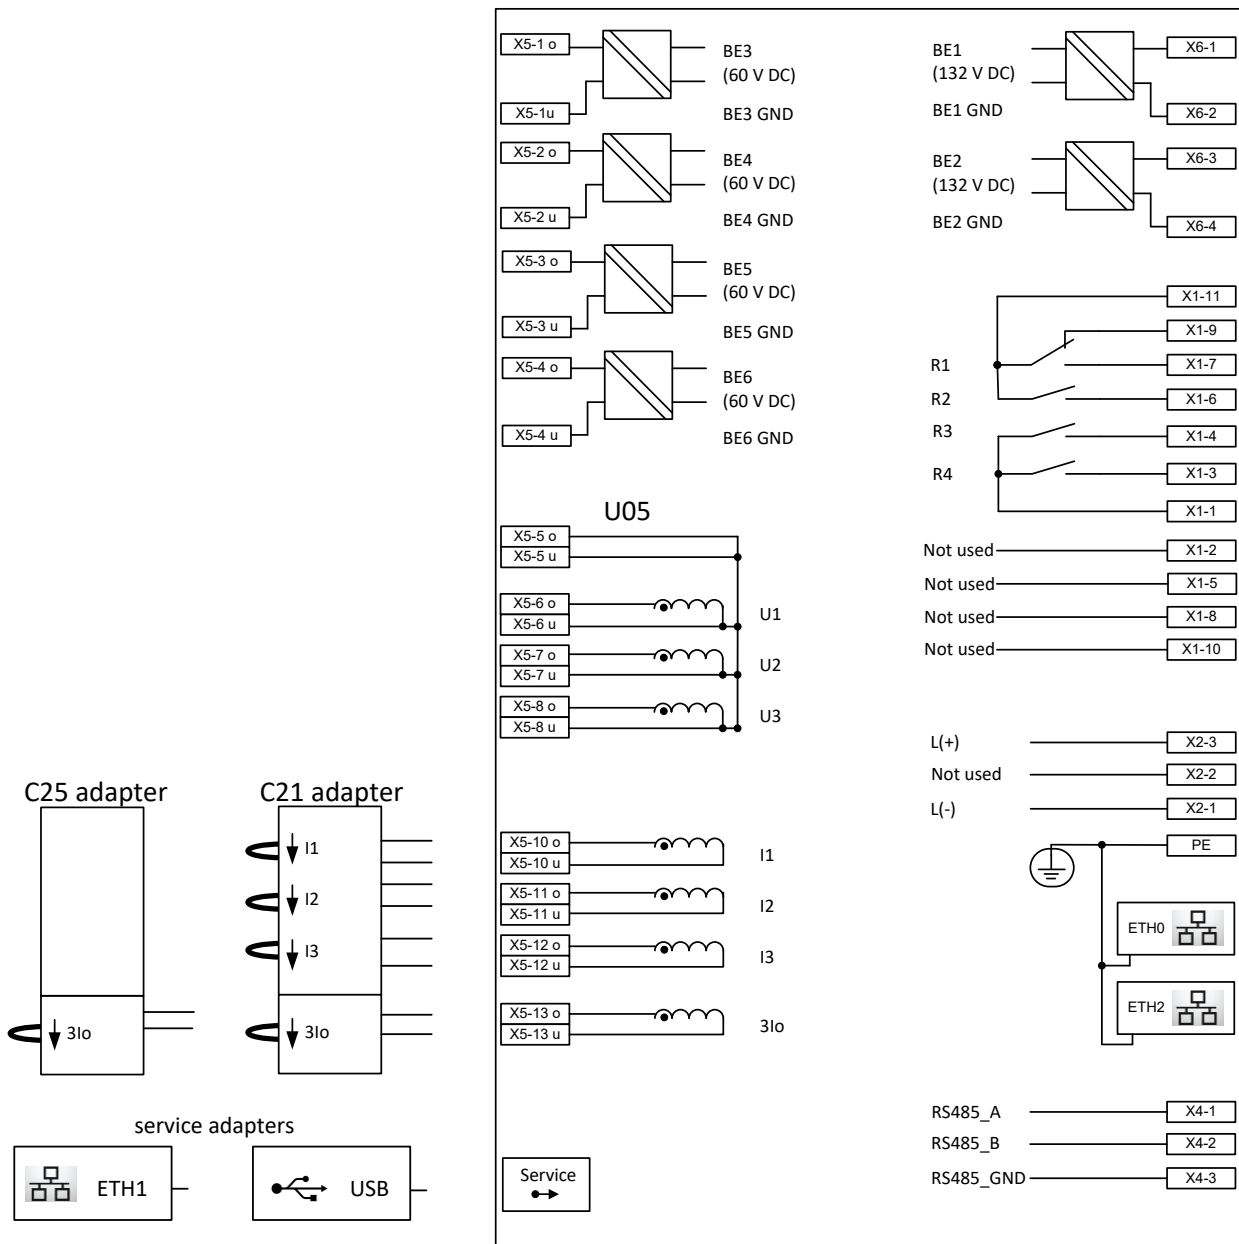 X5-1 o
BE3
(60 V DC)
X5-1u
BE3 GND
X5-2 o
BE4
(60 V DC)
X5-2 u
BE4 GND
X5-3 o
BE5
(60 V DC)
X5-3 u
BE5 GND
X5-4 o
BE6
(60 V DC)
X5-4 u
BE6 GND
BE1
(132 V DC)
BE1 GND
X6-1
X6-2
BE2
(132 V DC)
BE2 GND
X6-3
X6-4
X1-11
X1-9
R1
X1-7
R2
X1-6
R3
X1-4
R4
X1-3
X1-1
Not used
X1-2
Not used
X1-5
Not used
X1-8
Not used
X1-10
U05
X5-5 o
X5-5 u
X5-6 o
X5-6 u
U1
X5-7 o
X5-7 u
U2
X5-8 o
X5-8 u
U3
L(+)
X2-3
Not used
X2-2
L(-)
X2-1
PE
C25 adapter
3Io
C21 adapter
I1
I2
I3
3Io
X5-10 o
X5-10 u
I1
X5-11 o
X5-11 u
I2
X5-12 o
X5-12 u
I3
X5-13 o
X5-13 u
3Io
ETH0
ETH2
service adapters
ETH1
USB
Service
RS485_A
X4-1
RS485_B
X4-2
RS485_GND
X4-3